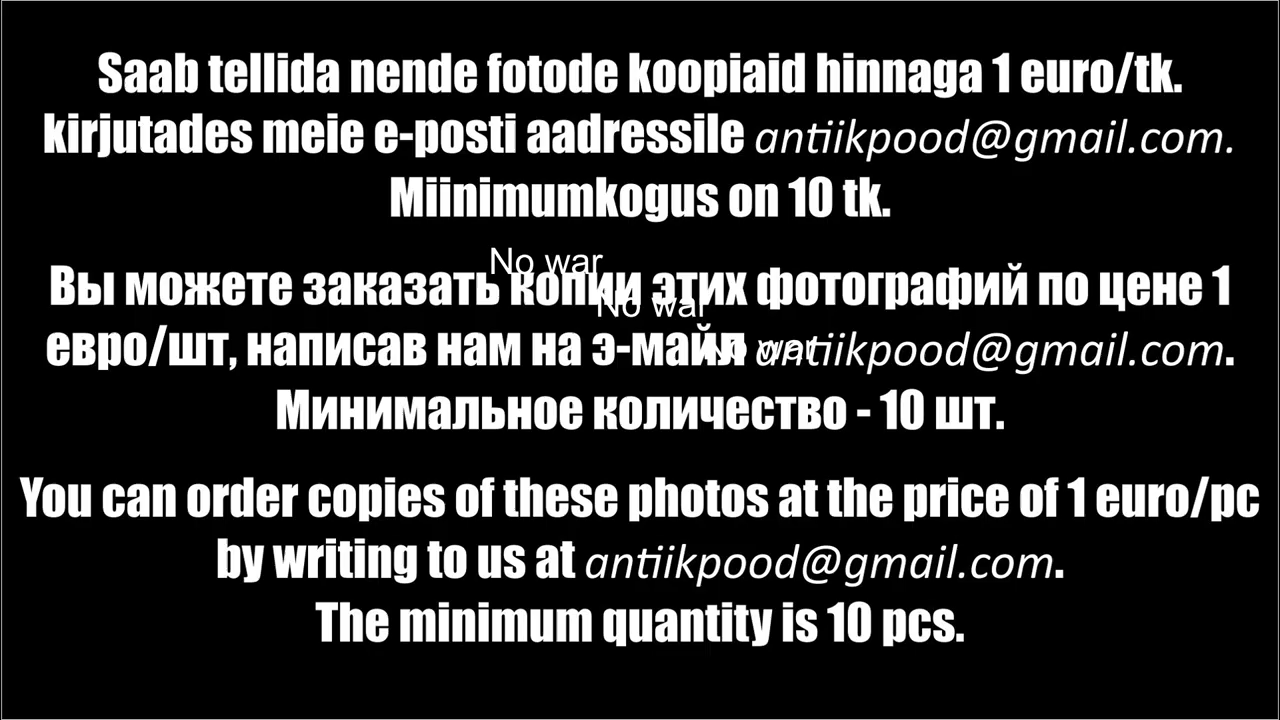 Saab tellida nende fotode koopiaid hinnaga 1 euro/tk.
kirjutades meie e-posti aadressile antiikpood@gmail.com.
Miinimumkogus on 10 tk.
No war
Вы можете заказать копии этих фотографий по цене 1
No war
евро/шт, написав нам на э-майл antiikpood@gmail.com.
No war
Минимальное количество - 10 шт.
You can order copies of these photos at the price of 1 euro/pc
by writing to us at antiikpood@gmail.com.
The minimum quantity is 10 pcs.